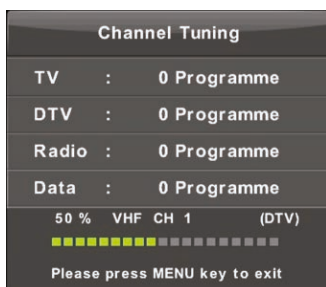 Channel Tuning
TV : 0 Programme
DTV : 0 Programme
Radio : 0 Programme
Data : 0 Programme
50 % VHF CH 1 (DTV)
Please press MENU key to exit